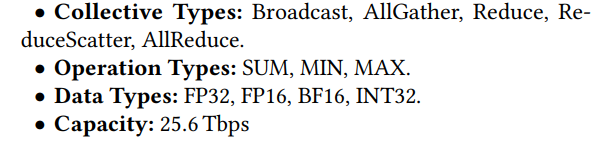 • Collective Types: Broadcast, AllGather, Reduce, Re-
duceScatter, AllReduce.
• Operation Types: SUM, MIN, MAX.
• Data Types: FP32, FP16, BF16, INT32.
• Capacity: 25.6 Tbps